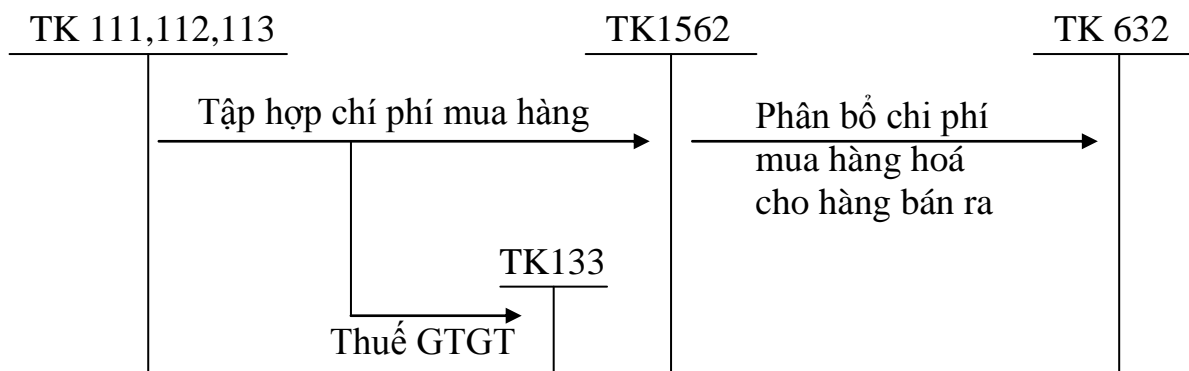 TK 111,112,113
TK1562
TK 632
Tập hợp chí phí mua hàng
Phân bổ chi phí
mua hàng hoá
cho hàng bán ra
TK133
Thuế GTGT